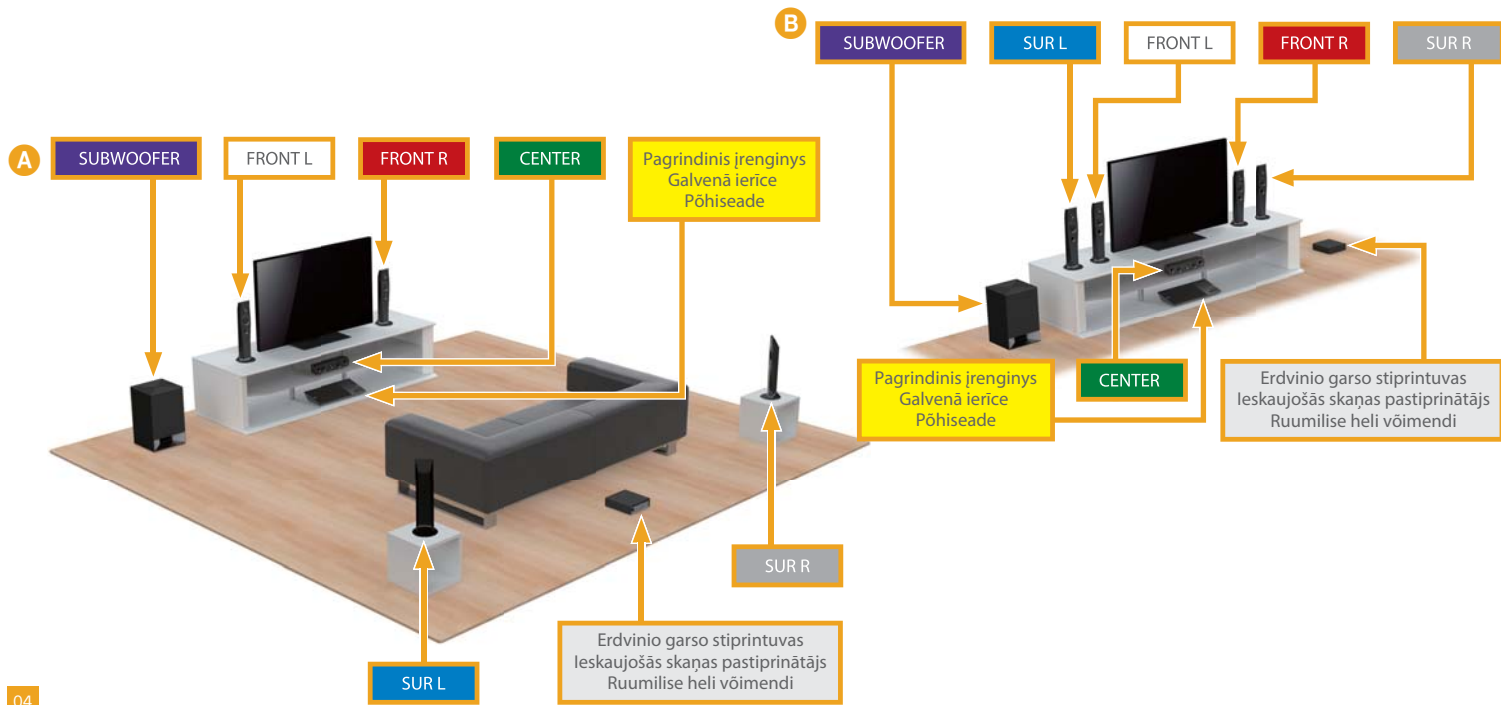 A
SUBWOOFER
FRONT L
FRONT R
CENTER
Pagrindinis įrenginys
Galvenā ierīce
Põhiseade
SUR R
SUR L
Erdvinio garso stiprintuvas
Ieskaujošās skaņas pastiprinātājs
Ruumilise heli võimendi
B
SUBWOOFER
SUR L
FRONT L
FRONT R
SUR R
Pagrindinis įrenginys
Galvenā ierīce
Põhiseade
CENTER
Erdvinio garso stiprintuvas
Ieskaujošās skaņas pastiprinātājs
Ruumilise heli võimendi
04